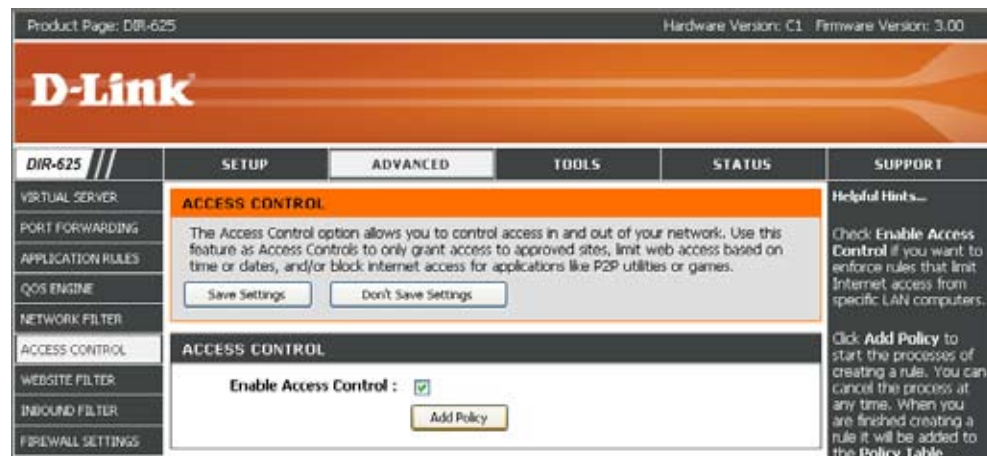 Product Page: DIR-625
Hardware Version: C1 Firmware Version: 3.00
D-Link
DIR-625
SETUP
ADVANCED
TOOLS
STATUS
SUPPORT
VIRTUAL SERVER
PORT FORWARDING
APPLICATION RULES
QOS ENGINE
NETWORK FILTER
ACCESS CONTROL
WEBSITE FILTER
INBOUND FILTER
FIREWALL SETTINGS
ACCESS CONTROL
The Access Control option allows you to control access in and out of your network. Use this
feature as Access Controls to only grant access to approved sites, limit web access based on
time or dates, and/or block internet access for applications like P2P utilities or games.
Save Settings
Don't Save Settings
ACCESS CONTROL
Enable Access Control :
Add Policy
Helpful Hints...
Check Enable Access
Control if you want to
enforce rules that limit
Internet access from
specific LAN computers.
Click Add Policy to
start the processes of
creating a rule. You can
cancel the process at
any time. When you
are finished creating a
rule it will be added to
the Policy Table